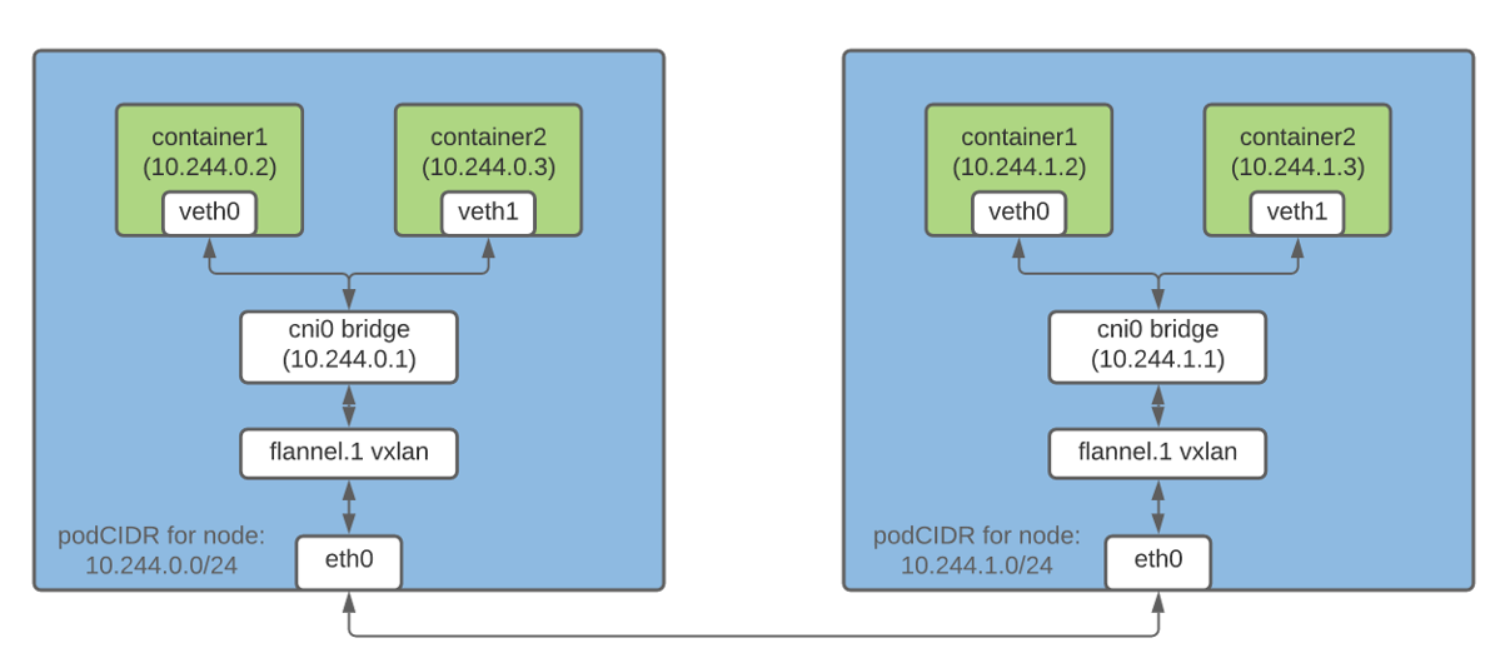 container1
(10.244.0.2)
veth0
container2
(10.244.0.3)
veth1
cni0 bridge
(10.244.0.1)
flannel.1 vxlan
podCIDR for node:
10.244.0.0/24
eth0
container1
(10.244.1.2)
veth0
container2
(10.244.1.3)
veth1
cni0 bridge
(10.244.1.1)
flannel.1 vxlan
podCIDR for node:
10.244.1.0/24
eth0